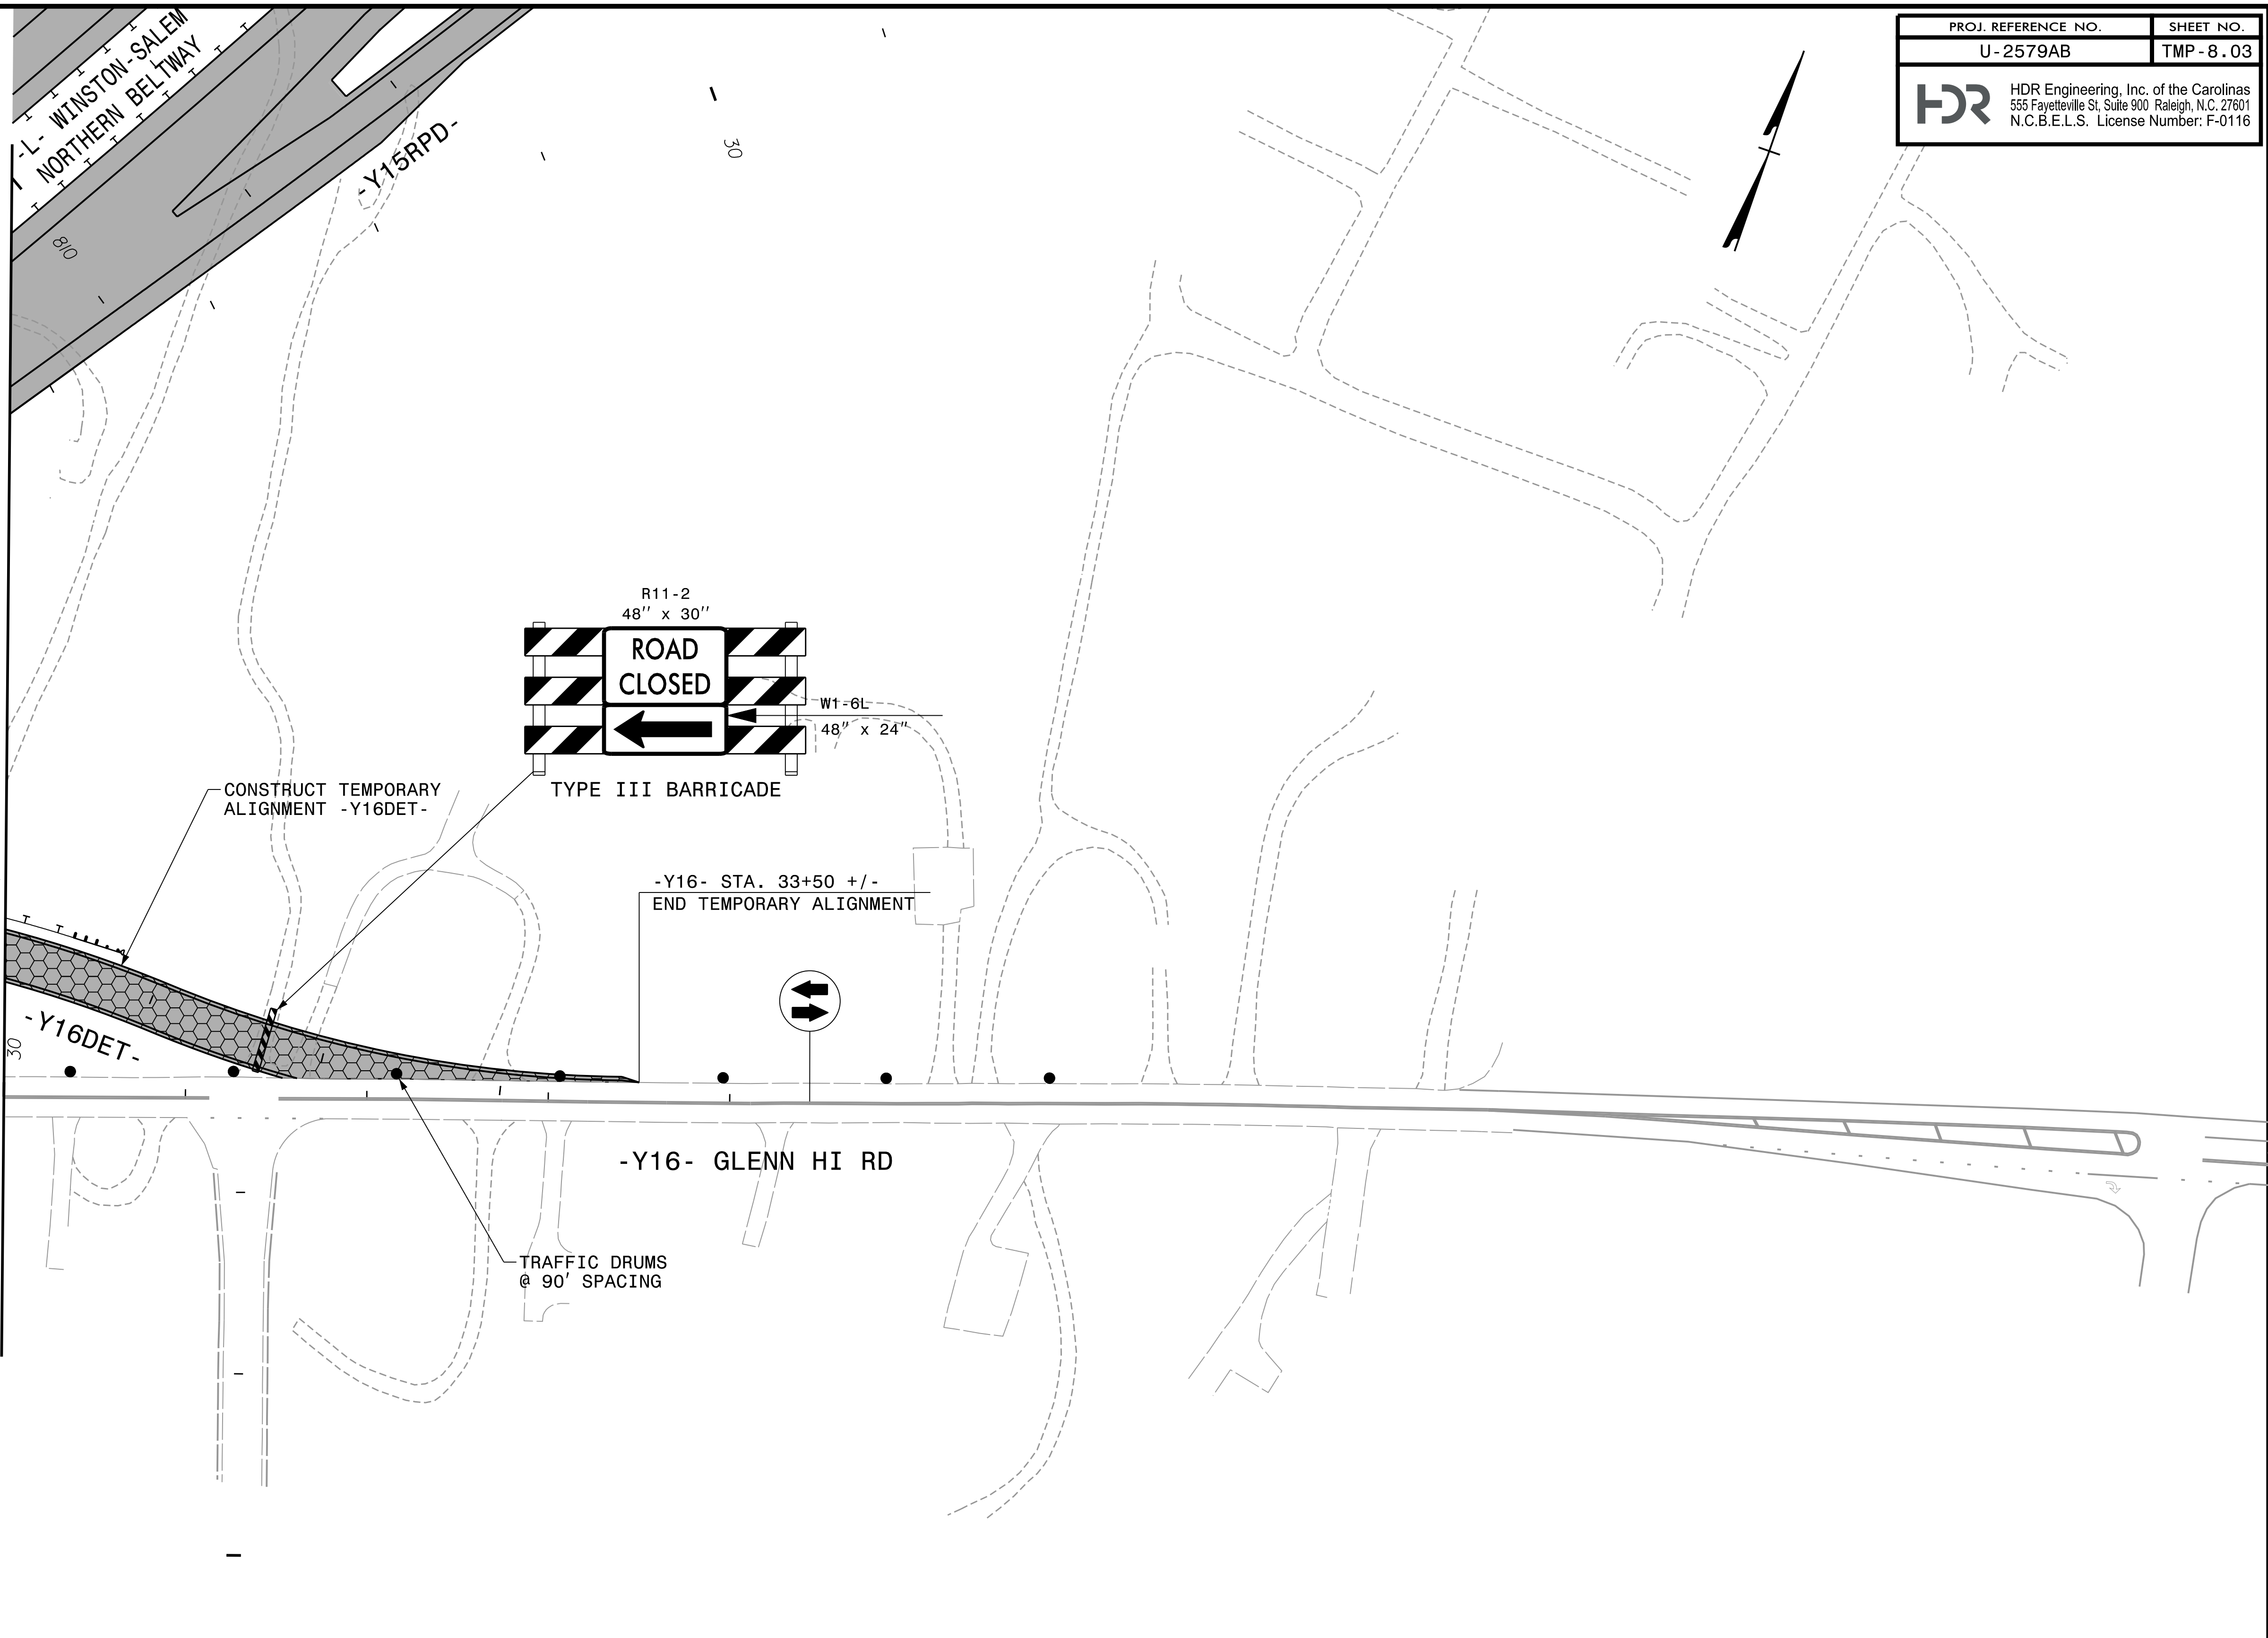 PROJ. REFERENCE NO.
SHEET NO.
U-2579AB
TMP-8.03
HDR
HDR Engineering, Inc. of the Carolinas
555 Fayetteville St, Suite 900 Raleigh, N.C. 27601
N.C.B.E.L.S. License Number: F-0116
-L- WINSTON-SALEM
NORTHERN BELTWAY
-Y15RPD-
30
810
R11-2
48" x 30"
ROAD
CLOSED
W1-6L
48" x 24"
TYPE III BARRICADE
CONSTRUCT TEMPORARY
ALIGNMENT -Y16DET-
-Y16- STA. 33+50 +/-
END TEMPORARY ALIGNMENT
-Y16DET-
30
-Y16- GLENN HI RD
TRAFFIC DRUMS
@ 90' SPACING